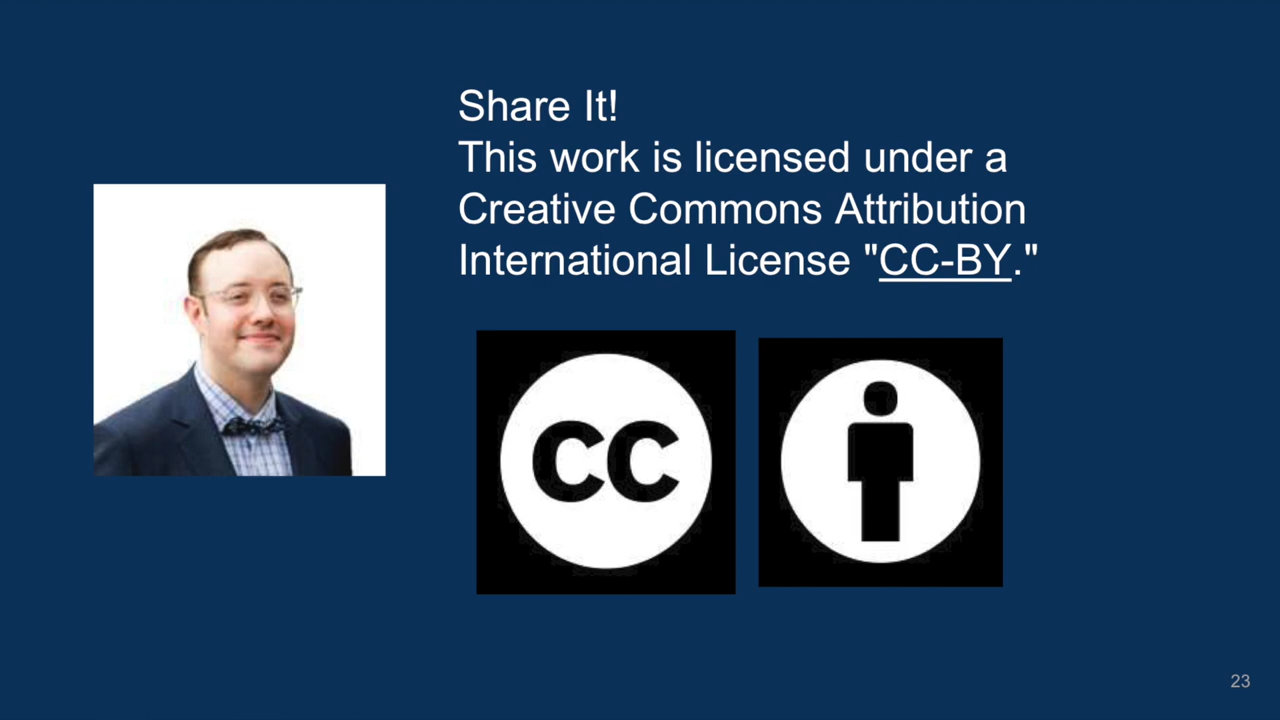 Share It!
This work is licensed under a
Creative Commons Attribution
International License "CC-BY."
cc
23